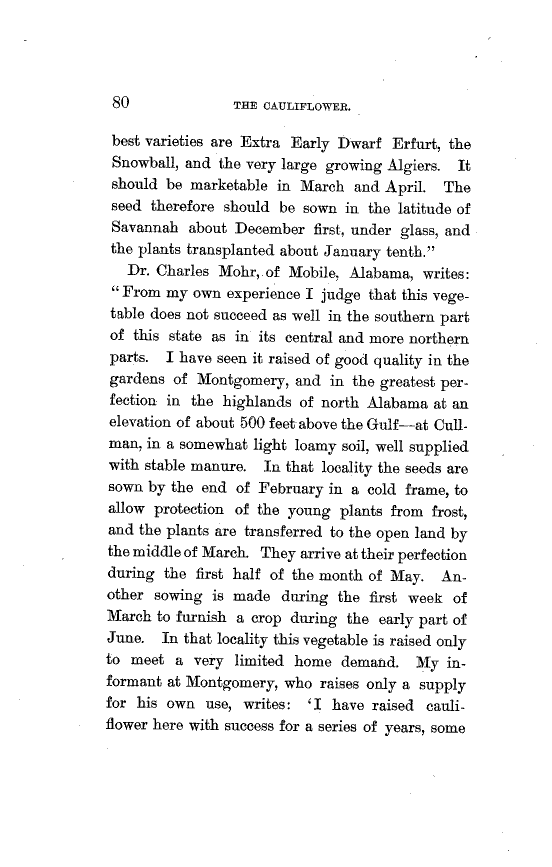 80 THE CAULIFLOWER.
best varieties are Extra Early Dwarf Erfurt, the
Snowball, and the very large growing Algiers. It
should be marketable in March and April. The
seed therefore should be sown in the latitude of
Savannah about December first, under glass, and
the plants transplanted about January tenth.”
Dr. Charles Mohr, of Mobile, Alabama, writes:
“From my own experience I judge that this vege-
table does not succeed as well in the southern part
of this state as in its central and more northern
parts. I have seen it raised of good quality in the
gardens of Montgomery, and in the greatest per-
fection in the highlands of north Alabama at an
elevation of about 500 feet above the Gulf—at Cull-
man, in a somewhat light loamy soil, well supplied
with stable manure. In that locality the seeds are
sown by the end of February in a cold frame, to
allow protection of the young plants from frost,
and the plants are transferred to the open land by
the middle of March. They arrive at their perfection
during the first half of the month of May. An-
other sowing is made during the first week of
March to furnish a crop during the early part of
June. In that locality this vegetable is raised only
to meet a very limited home demand. My in-
formant at Montgomery, who raises only a supply
for his own use, writes: ‘I have raised cauli-
flower here with success for a series of years, some